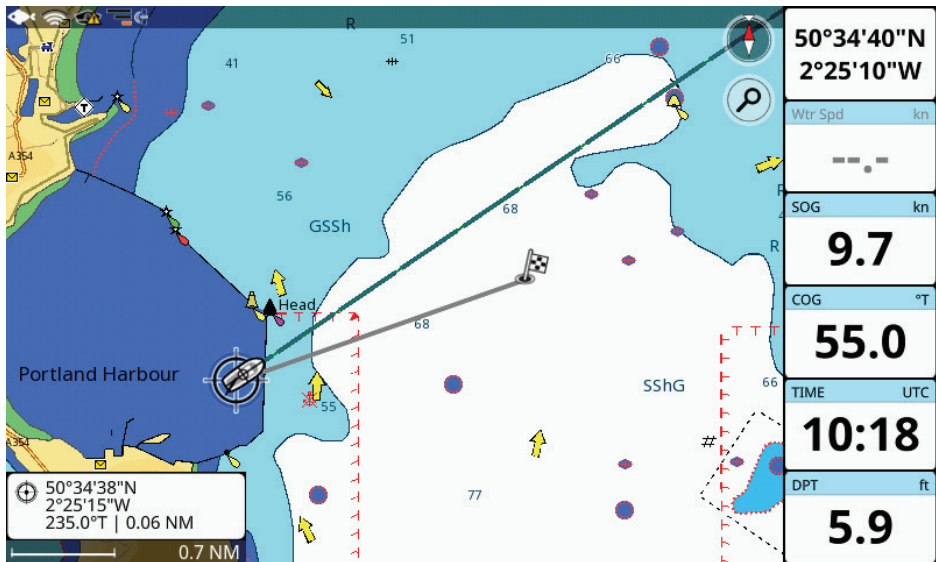 R
51
41
66
50°34'40"N
2°25'10"W
Wtr Spd kn
--.-
A354
56
68
GSSh
R
SOG kn
9.7
Head
68
COG °T
55.0
Portland Harbour
SShG
66
55
TIME UTC
10:18
A354
77
50°34'38"N
2°25'15"W
235.0°T | 0.06 NM
DPT ft
5.9
0.7 NM